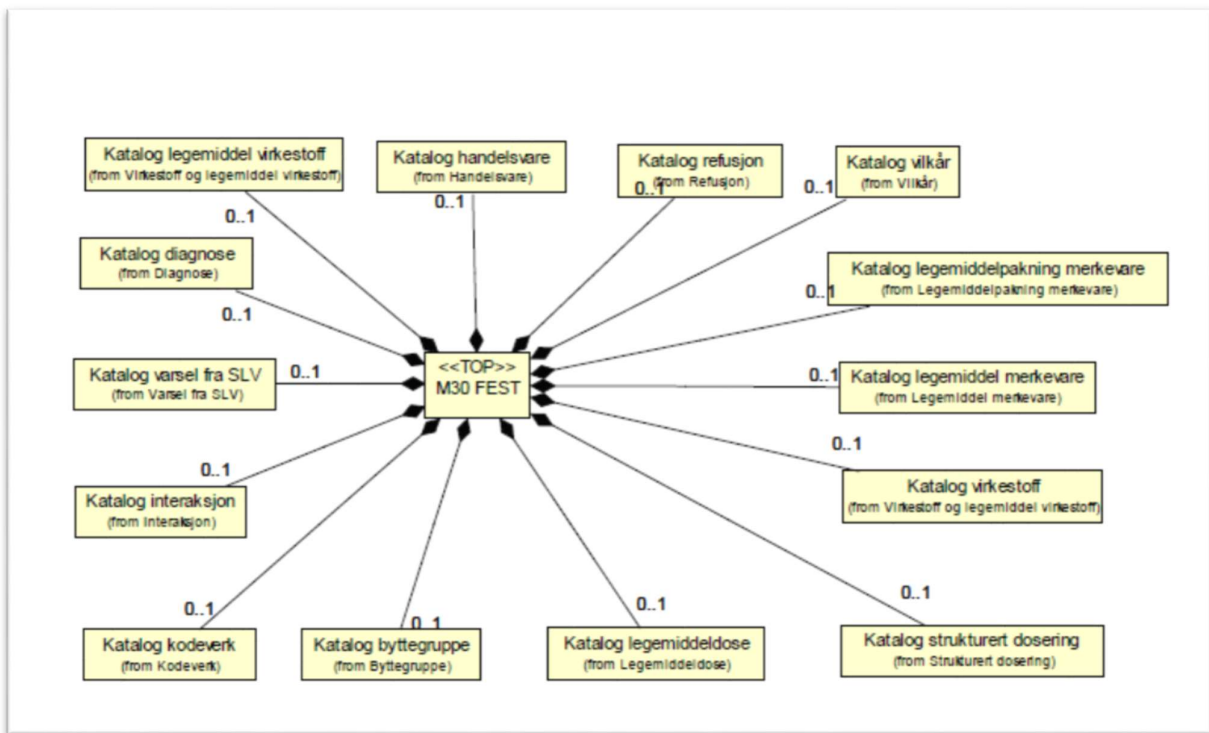 Katalog legemiddel virkestoff
(from Virkestoff og legemiddel virkestoff)
0..1
Katalog handelsvare
(from Handelsvare)
0..1
Katalog refusjon
(from Refusjon)
0..1
Katalog vilkår
(from Vilkår)
0..1
Katalog diagnose
(from Diagnose)
0..1
Katalog legemiddelpakning merkevare
(from Legemiddelpakning merkevare)
0..1
<<TOP>>
M30 FEST
Katalog varsel fra SLV
(from Varsel fra SLV)
0..1
Katalog legemiddel merkevare
(from Legemiddel merkevare)
0..1
Katalog interaksjon
(from Interaksjon)
0..1
Katalog virkestoff
(from Virkestoff og legemiddel virkestoff)
0..1
Katalog kodeverk
(from Kodeverk)
0..1
Katalog byttegruppe
(from Byttegruppe)
0..1
Katalog legemiddeldose
(from Legemiddeldose)
0..1
Katalog strukturert dosering
(from Strukturert dosering)
0..1